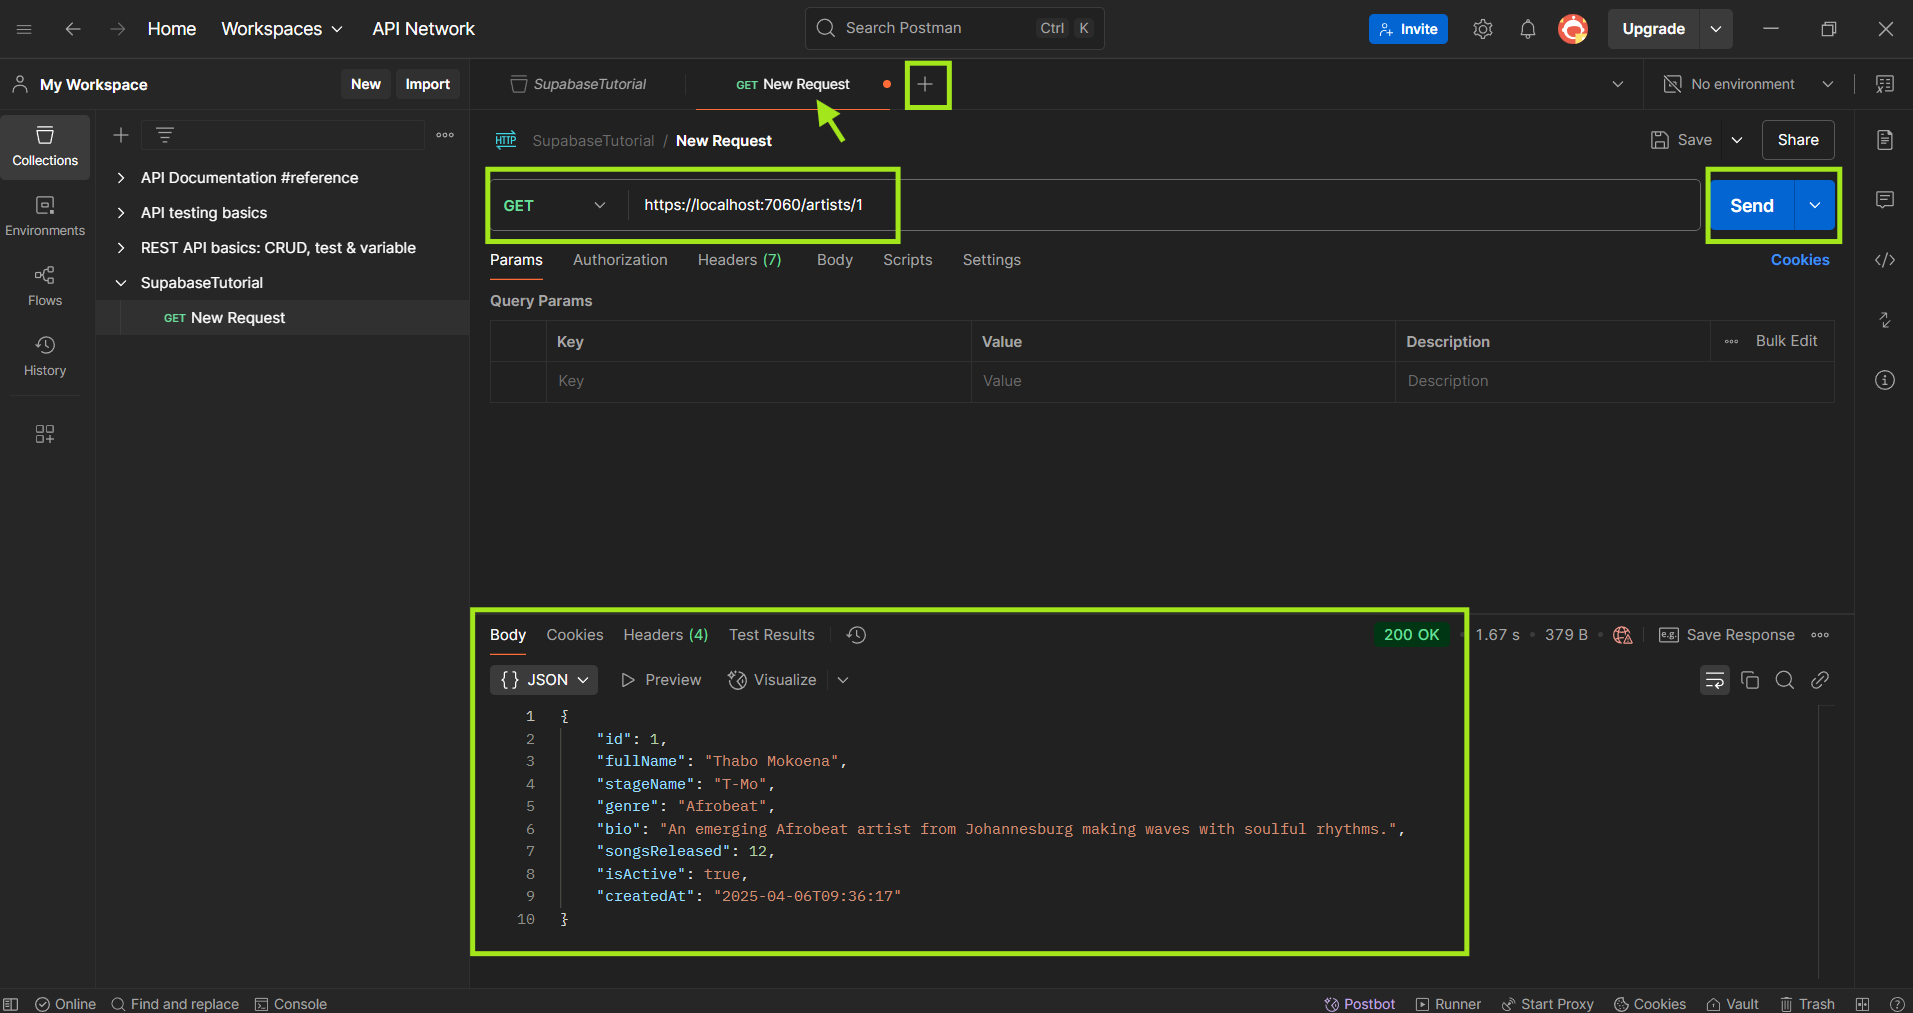 Home Workspaces API Network Search Postman Ctrl K Invite Upgrade
My Workspace New Import SupabaseTutorial GET New Request No environment
Collections
Environments
Flows
History
API Documentation #reference
API testing basics
REST API basics: CRUD, test & variable
SupabaseTutorial
GET New Request
HTTP SupabaseTutorial / New Request Save Share
GET https://localhost:7060/artists/1 Send
Params Authorization Headers (7) Body Scripts Settings Cookies
Query Params
Key Value Description Bulk Edit
Key Value Description
Body Cookies Headers (4) Test Results 200 OK 1.67 s 379 B e.g. Save Response
{} JSON Preview Visualize
1 {
2 "id": 1,
3 "fullName": "Thabo Mokoena",
4 "stageName": "T-Mo",
5 "genre": "Afrobeat",
6 "bio": "An emerging Afrobeat artist from Johannesburg making waves with soulful rhythms.",
7 "songsReleased": 12,
8 "isActive": true,
9 "createdAt": "2025-04-06T09:36:17"
10 }
Online Find and replace Console Postbot Runner Start Proxy Cookies Vault Trash